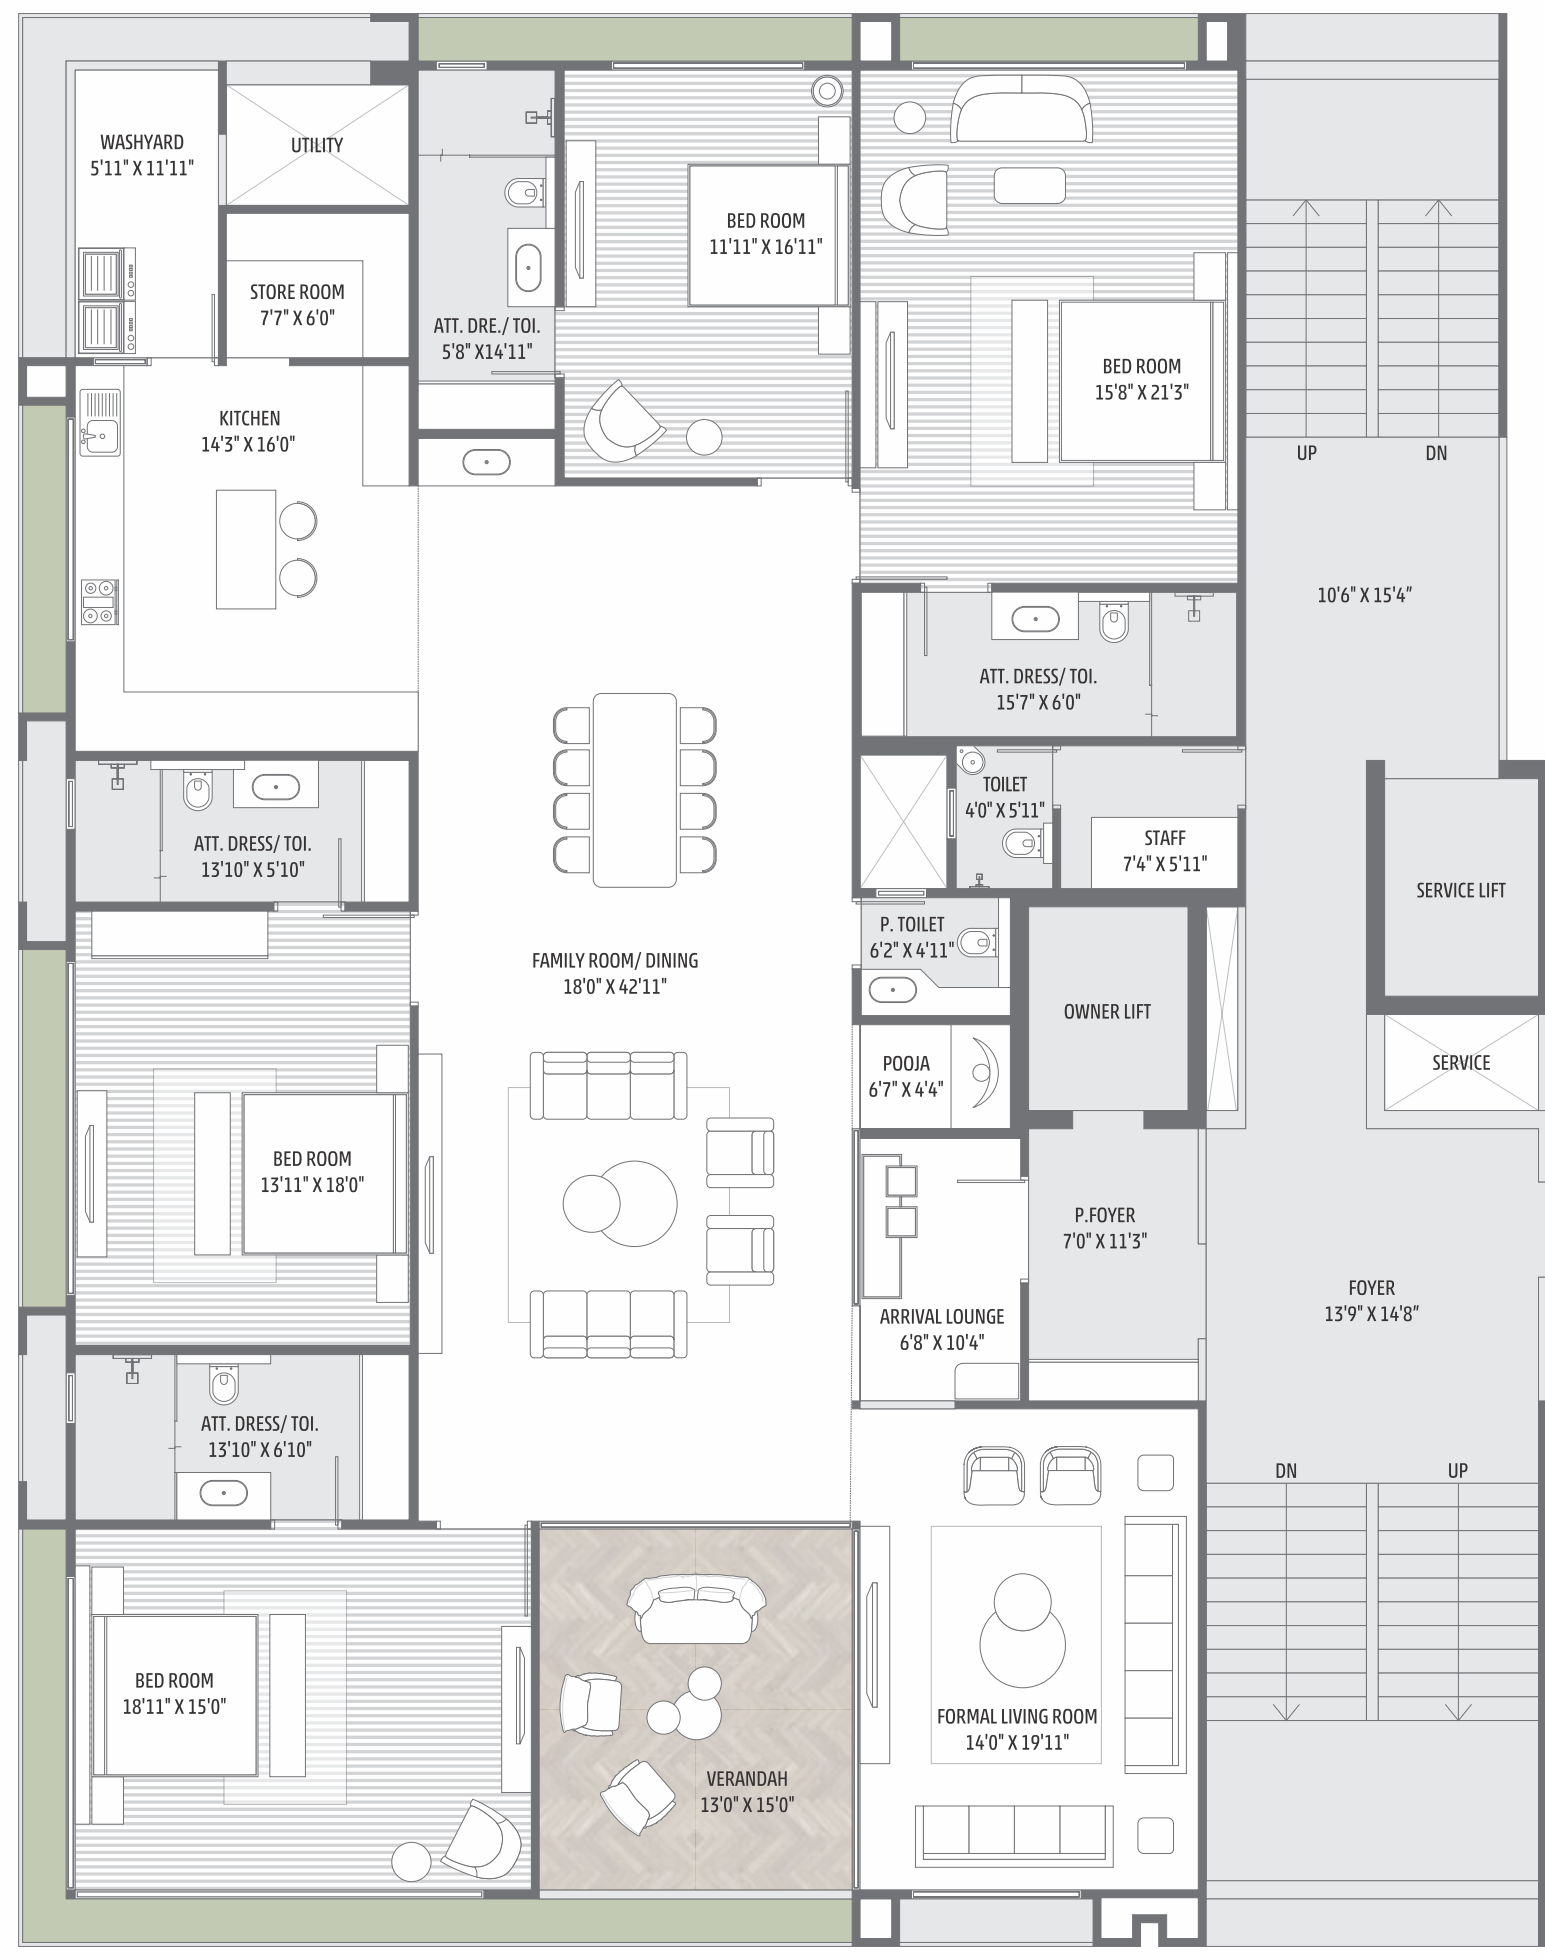 WASHYARD
5'11" X 11'11"
UTILITY
STORE ROOM
7'7" X 6'0"
ATT. DRE./ TOI.
5'8" X14'11"
BED ROOM
11'11" X 16'11"
BED ROOM
15'8" X 21'3"
KITCHEN
14'3" X 16'0"
UP
DN
10'6" X 15'4"
ATT. DRESS/ TOI.
15'7" X 6'0"
TOILET
4'0" X 5'11"
STAFF
7'4" X 5'11"
ATT. DRESS/ TOI.
13'10" X 5'10"
SERVICE LIFT
P. TOILET
6'2" X 4'11"
FAMILY ROOM/ DINING
18'0" X 42'11"
OWNER LIFT
POOJA
6'7" X 4'4"
SERVICE
BED ROOM
13'11" X 18'0"
P.FOYER
7'0" X 11'3"
FOYER
13'9" X 14'8"
ARRIVAL LOUNGE
6'8" X 10'4"
ATT. DRESS/ TOI.
13'10" X 6'10"
DN
UP
BED ROOM
18'11" X 15'0"
FORMAL LIVING ROOM
14'0" X 19'11"
VERANDAH
13'0" X 15'0"